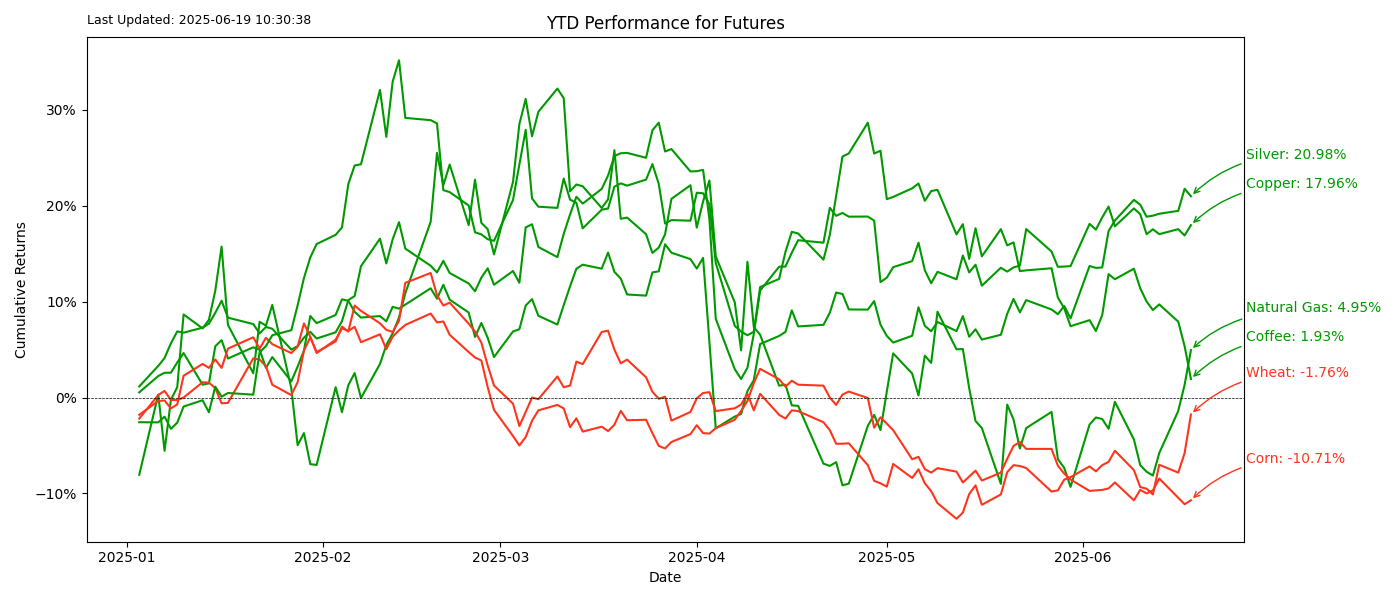 Last Updated: 2025-06-19 10:30:38
YTD Performance for Futures
Cumulative Returns
30%
20%
10%
0%
−10%
Silver: 20.98%
Copper: 17.96%
Natural Gas: 4.95%
Coffee: 1.93%
Wheat: -1.76%
Corn: -10.71%
2025-01
2025-02
2025-03
2025-04
2025-05
2025-06
Date